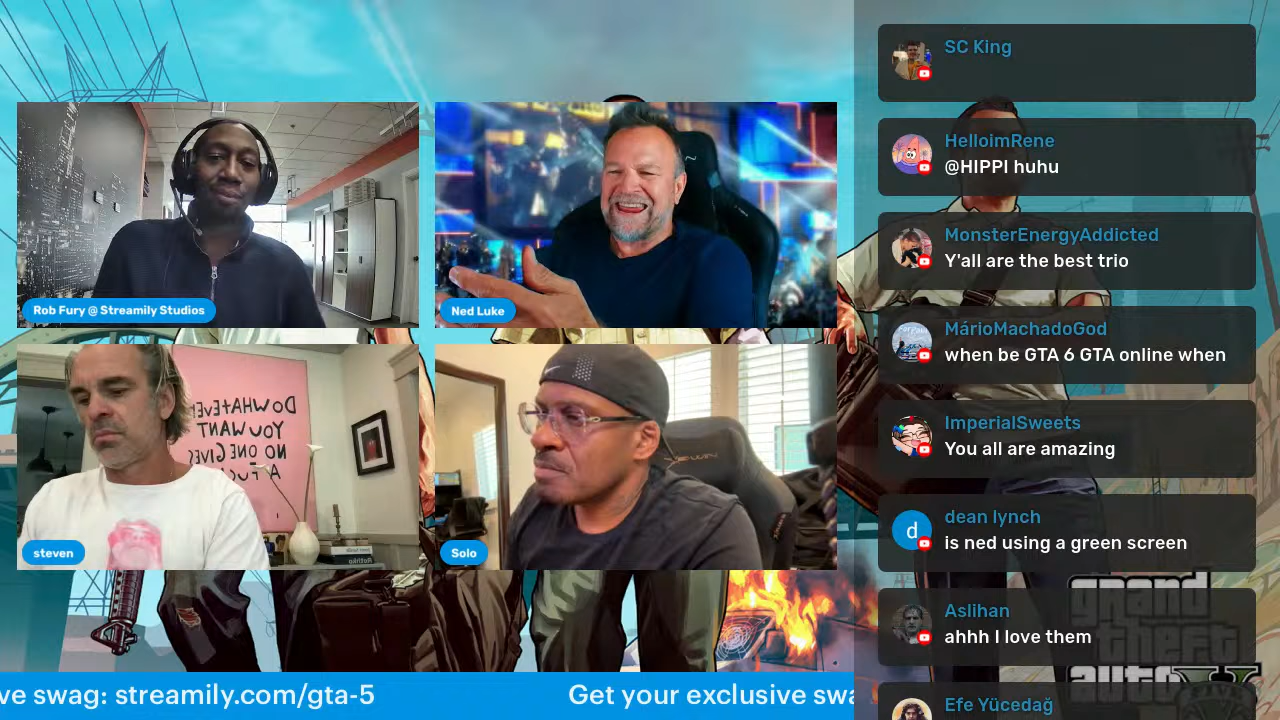 Rob Fury @ Streamily Studios
Ned Luke
DO WHATEVER
YOU WANT
NO ONE GIVES
A FUC
steven
Solo
ve swag: streamily.com/gta-5
Get your exclusive swa
SC King
HelloimRene
@HIPPI huhu
MonsterEnergyAddicted
Y'all are the best trio
MárioMachadoGod
when be GTA 6 GTA online when
ImperialSweets
You all are amazing
d
dean lynch
is ned using a green screen
Aslihan
ahhh I love them
grand
theft
auto V
Efe Yücedağ